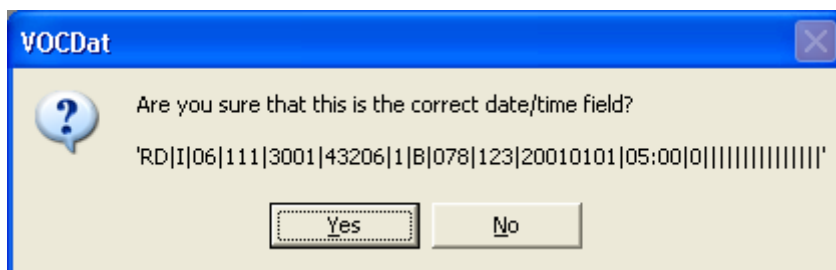 VOCDat
Are you sure that this is the correct date/time field?
'RD|I|06|111|3001|43206|1|B|078|123|20010101|05:00|0||||||||||||||||'
Yes No